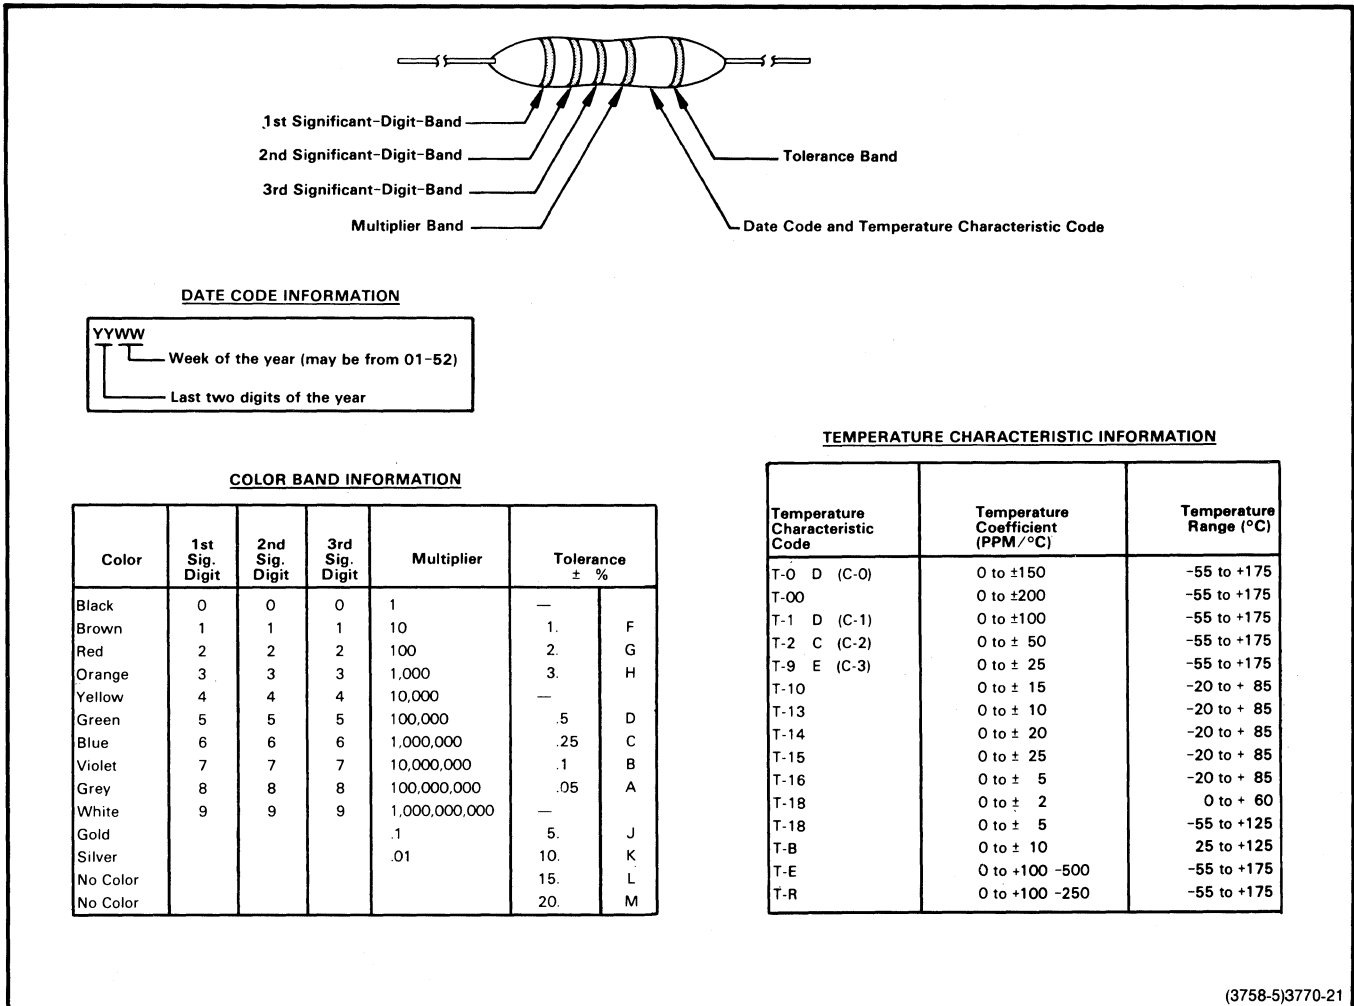 1st Significant-Digit-Band
2nd Significant-Digit-Band
3rd Significant-Digit-Band
Multiplier Band
Tolerance Band
Date Code and Temperature Characteristic Code
DATE CODE INFORMATION
YYWW
Week of the year (may be from 01-52)
Last two digits of the year
COLOR BAND INFORMATION
Color 1st Sig. Digit 2nd Sig. Digit 3rd Sig. Digit Multiplier Tolerance ± %
Black 0 0 0 1 —
Brown 1 1 1 10 1. F
Red 2 2 2 100 2. G
Orange 3 3 3 1,000 3. H
Yellow 4 4 4 10,000 —
Green 5 5 5 100,000 .5 D
Blue 6 6 6 1,000,000 .25 C
Violet 7 7 7 10,000,000 .1 B
Grey 8 8 8 100,000,000 .05 A
White 9 9 9 1,000,000,000 —
Gold .1 5. J
Silver .01 10. K
No Color 15. L
No Color 20. M
TEMPERATURE CHARACTERISTIC INFORMATION
Temperature Characteristic Code Temperature Coefficient (PPM/°C) Temperature Range (°C)
T-0 D (C-0) 0 to ±150 -55 to +175
T-00 0 to ±200 -55 to +175
T-1 D (C-1) 0 to ±100 -55 to +175
T-2 C (C-2) 0 to ± 50 -55 to +175
T-9 E (C-3) 0 to ± 25 -55 to +175
T-10 0 to ± 15 -20 to + 85
T-13 0 to ± 10 -20 to + 85
T-14 0 to ± 20 -20 to + 85
T-15 0 to ± 25 -20 to + 85
T-16 0 to ± 5 -20 to + 85
T-18 0 to ± 2 0 to + 60
T-18 0 to ± 5 -55 to +125
T-B 0 to ± 10 25 to +125
T-E 0 to +100 -500 -55 to +175
T-R 0 to +100 -250 -55 to +175
(3758-5)3770-21